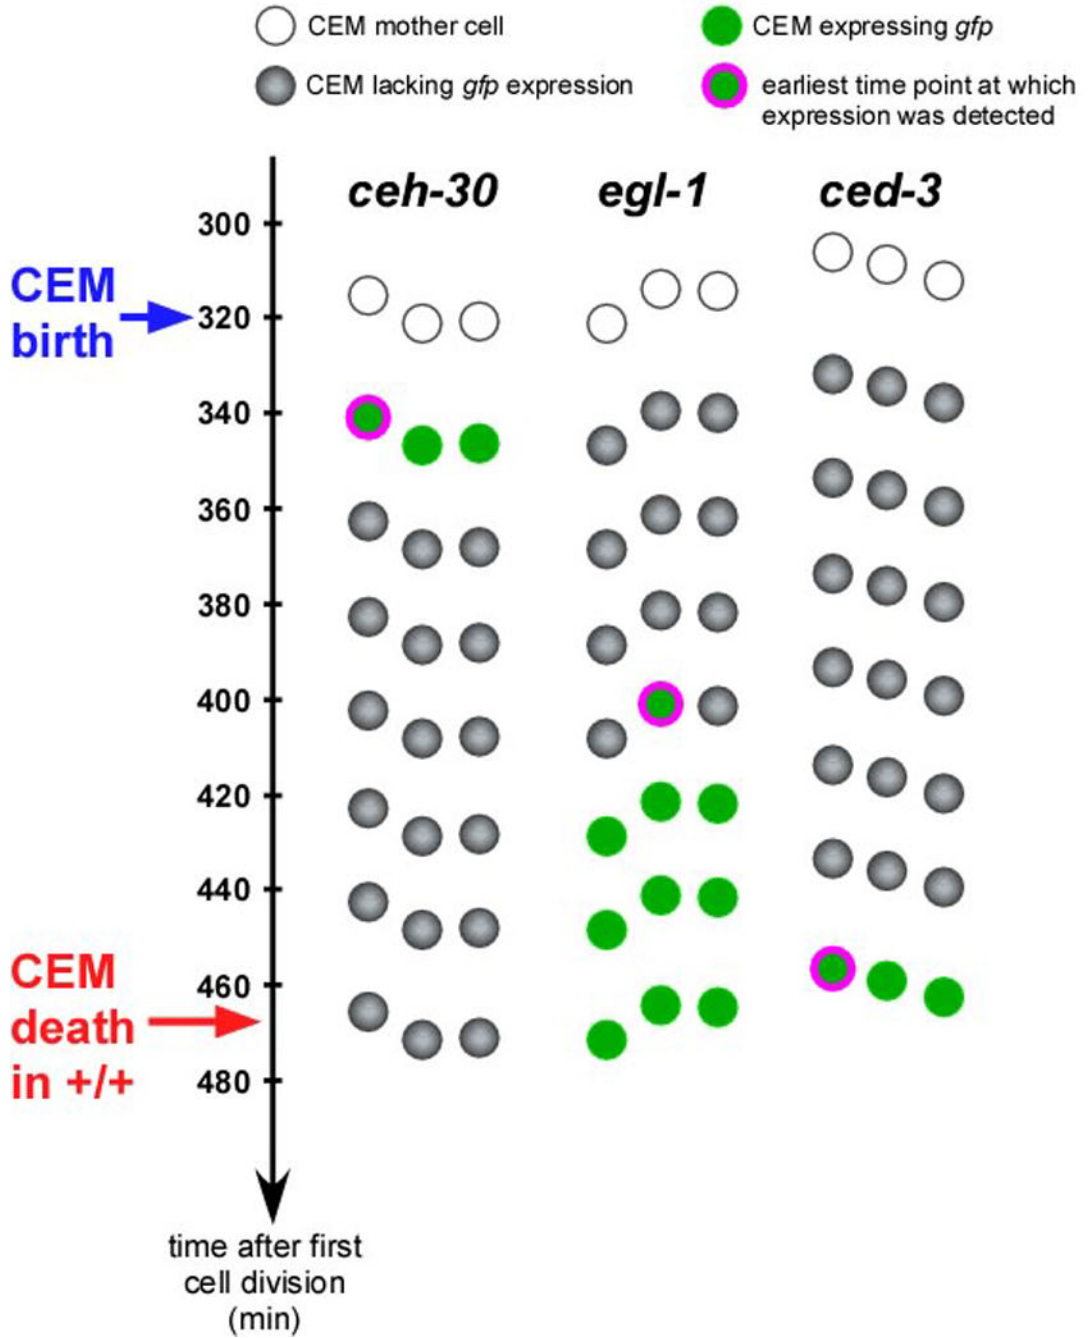 CEM mother cell
CEM expressing gfp
CEM lacking gfp expression
earliest time point at which
expression was detected
ceh-30
egl-1
ced-3
300
CEM
birth
320
340
360
380
400
420
440
CEM
death
in +/+
460
480
time after first
cell division
(min)